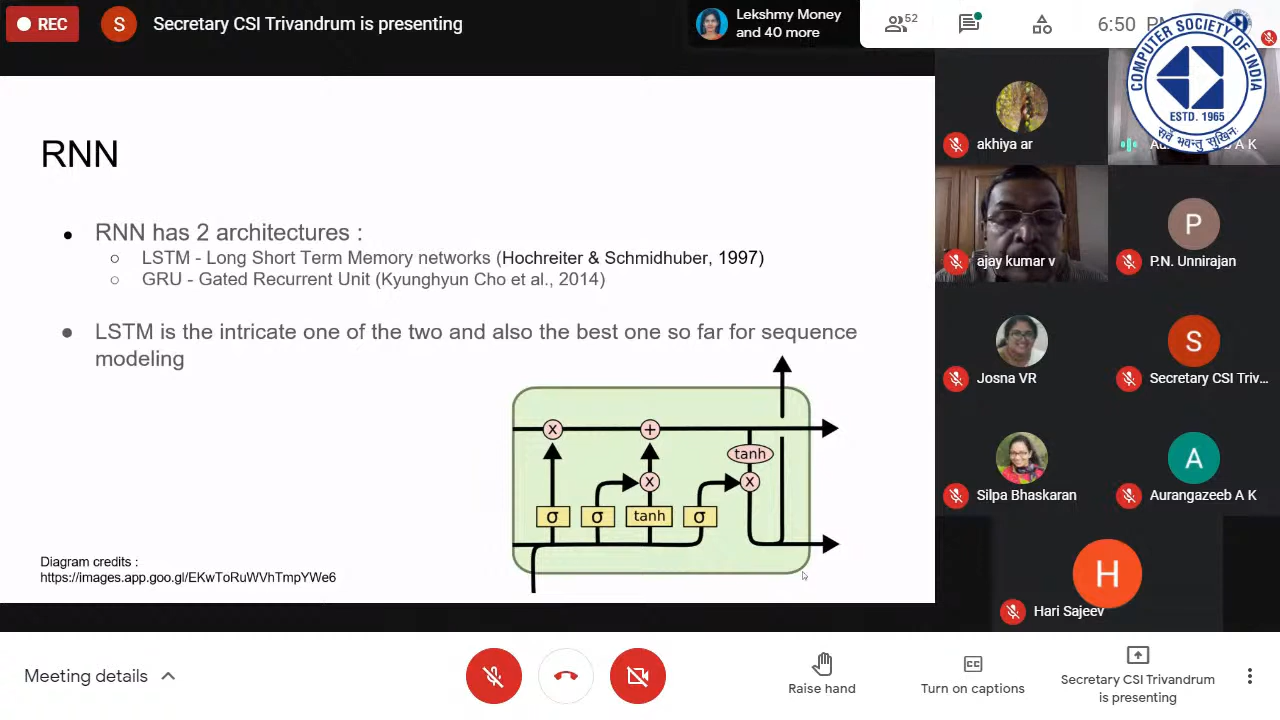 REC
S
Secretary CSI Trivandrum is presenting
Lekshmy Money
and 40 more
52
6:50
COMPUTER SOCIETY OF INDIA
ESTD. 1965
सर्वे भवन्तु सुखिनः
RNN
RNN has 2 architectures :
LSTM - Long Short Term Memory networks (Hochreiter & Schmidhuber, 1997)
GRU - Gated Recurrent Unit (Kyunghyun Cho et al., 2014)
LSTM is the intricate one of the two and also the best one so far for sequence
modeling
x
+
tanh
x
x
σ
σ
tanh
σ
Diagram credits :
https://images.app.goo.gl/EKwToRuWVhTmpYWe6
akhiya ar
A K
ajay kumar v
P
P.N. Unnirajan
Josna VR
S
Secretary CSI Triv...
Silpa Bhaskaran
A
Aurangazeeb A K
H
Hari Sajeev
Meeting details
Raise hand
CC
Turn on captions
Secretary CSI Trivandrum
is presenting